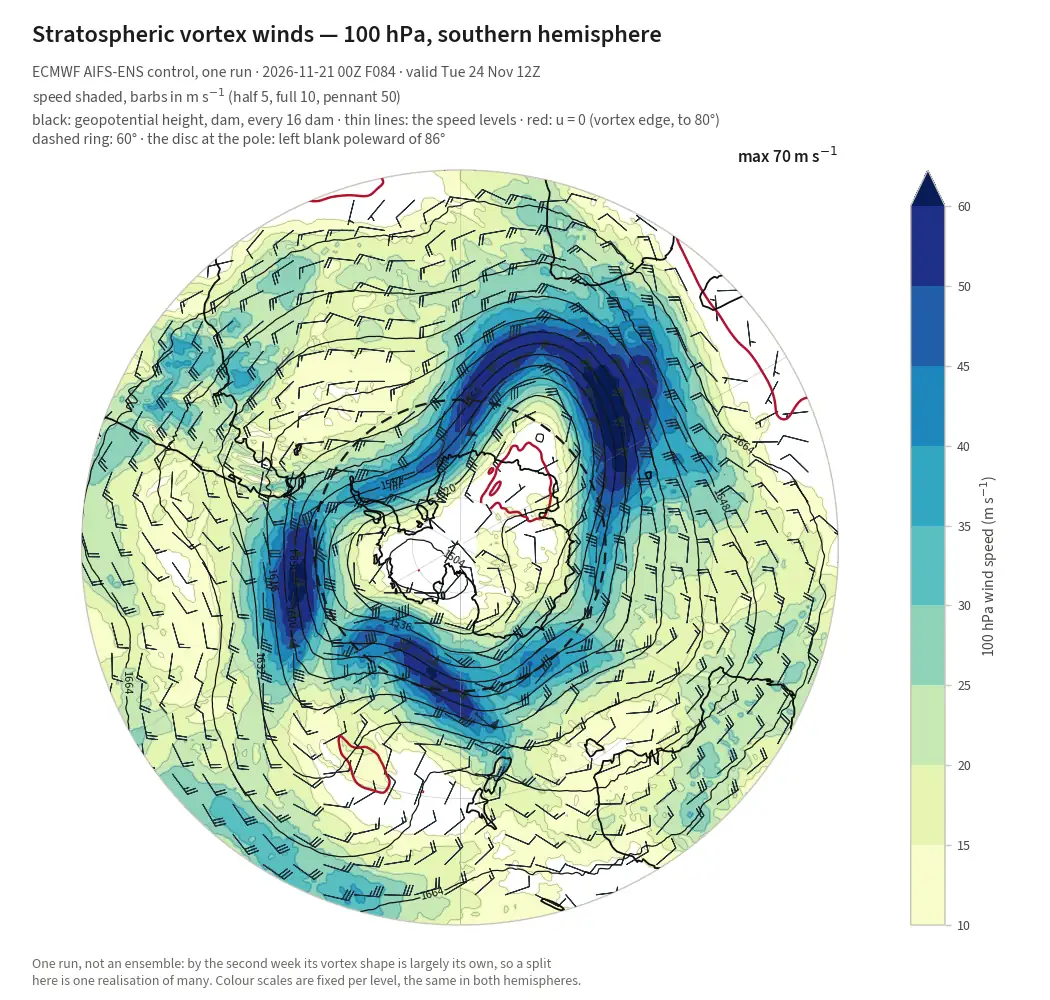 Stratospheric vortex winds — 100 hPa, southern hemisphere
ECMWF AIFS-ENS control, one run · 2026-11-21 00Z F084 · valid Tue 24 Nov 12Z
speed shaded, barbs in m s⁻¹ (half 5, full 10, pennant 50)
black: geopotential height, dam, every 16 dam · thin lines: the speed levels · red: u = 0 (vortex edge, to 80°)
dashed ring: 60° · the disc at the pole: left blank poleward of 86°
max 70 m s⁻¹
60
50
45
40
35
30
25
20
15
10
100 hPa wind speed (m s⁻¹)
1664
1648
1504
1632
1664
1664
One run, not an ensemble: by the second week its vortex shape is largely its own, so a split
here is one realisation of many. Colour scales are fixed per level, the same in both hemispheres.